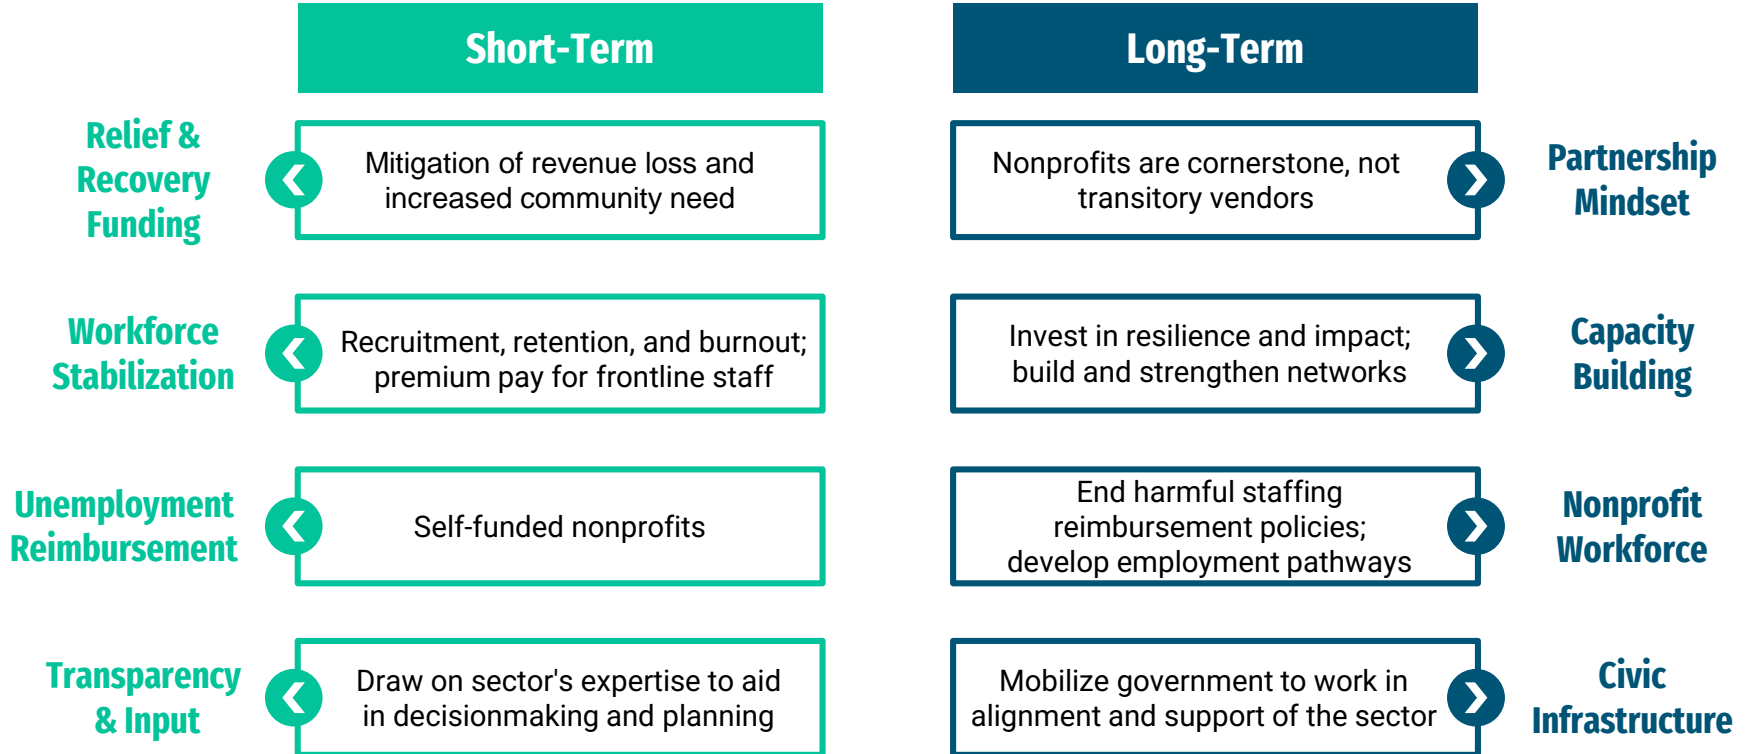 Short-Term
Long-Term
Relief &
Recovery
Funding
Mitigation of revenue loss and
increased community need
Nonprofits are cornerstone, not
transitory vendors
Partnership
Mindset
Workforce
Stabilization
Recruitment, retention, and burnout;
premium pay for frontline staff
Invest in resilience and impact;
build and strengthen networks
Capacity
Building
Unemployment
Reimbursement
Self-funded nonprofits
End harmful staffing
reimbursement policies;
develop employment pathways
Nonprofit
Workforce
Transparency
& Input
Draw on sector's expertise to aid
in decisionmaking and planning
Mobilize government to work in
alignment and support of the sector
Civic
Infrastructure